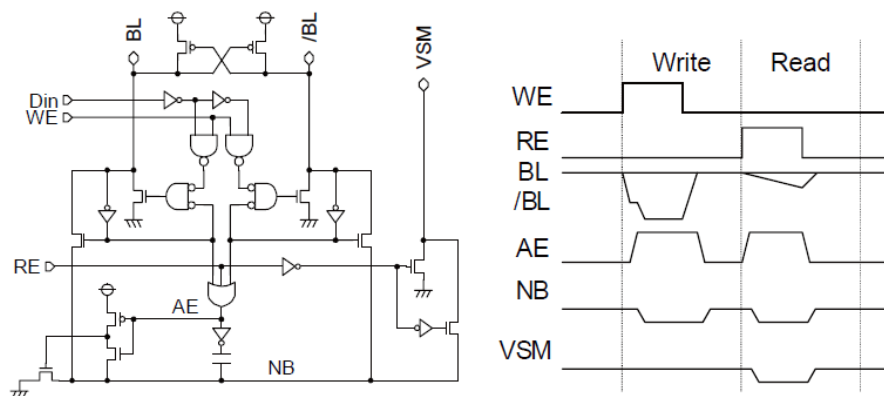 BL
/BL
VSM
Din
WE
RE
AE
NB
Write Read
WE
RE
BL
/BL
AE
NB
VSM